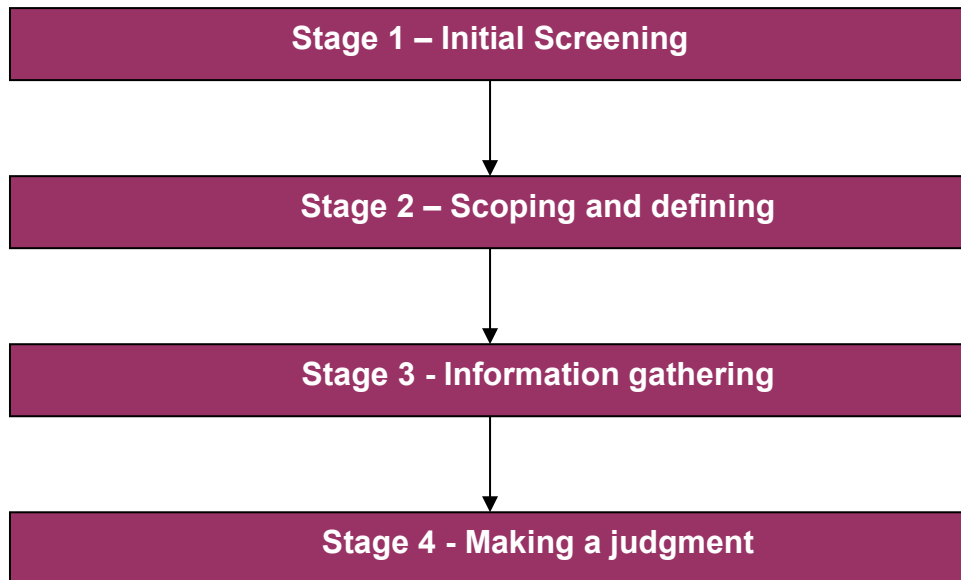 Stage 1 – Initial Screening
Stage 2 – Scoping and defining
Stage 3 - Information gathering
Stage 4 - Making a judgment